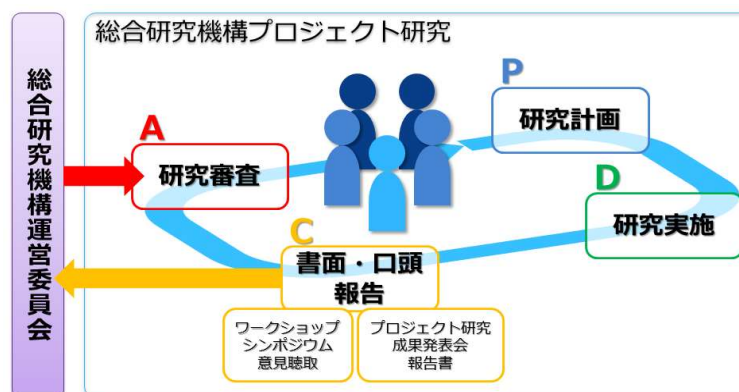 総合研究機構運営委員会
総合研究機構プロジェクト研究
P
研究計画
A
研究審査
D
研究実施
C
書面・口頭
報告
ワークショップ
シンポジウム
意見聴取
プロジェクト研究
成果発表会
報告書